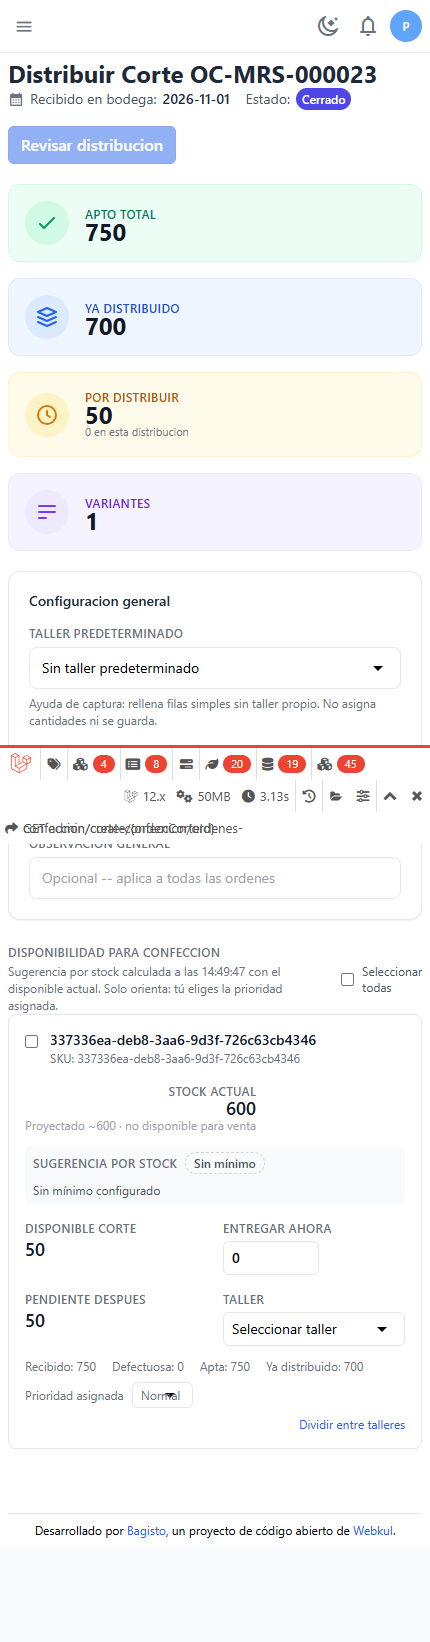 P
Distribuir Corte OC-MRS-000023
Recibido en bodega: 2026-11-01 Estado: Cerrado
Revisar distribucion
APTO TOTAL
750
YA DISTRIBUIDO
700
POR DISTRIBUIR
50
0 en esta distribucion
VARIANTES
1
Configuracion general
TALLER PREDETERMINADO
Sin taller predeterminado
Ayuda de captura: rellena filas simples sin taller propio. No asigna
cantidades ni se guarda.
4 8 20 19 45
12.x 50MB 3.13s
OBSERVACION GENERAL
Opcional -- aplica a todas las ordenes
DISPONIBILIDAD PARA CONFECCION
Sugerencia por stock calculada a las 14:49:47 con el
disponible actual. Solo orienta: tú eliges la prioridad
asignada.
Seleccionar
todas
337336ea-deb8-3aa6-9d3f-726c63cb4346
SKU: 337336ea-deb8-3aa6-9d3f-726c63cb4346
STOCK ACTUAL
600
Proyectado ~600 · no disponible para venta
SUGERENCIA POR STOCK Sin mínimo
Sin mínimo configurado
DISPONIBLE CORTE
50
ENTREGAR AHORA
0
PENDIENTE DESPUES
50
TALLER
Seleccionar taller
Recibido: 750 Defectuosa: 0 Apta: 750 Ya distribuido: 700
Prioridad asignada Normal
Dividir entre talleres
Desarrollado por Bagisto, un proyecto de código abierto de Webkul.